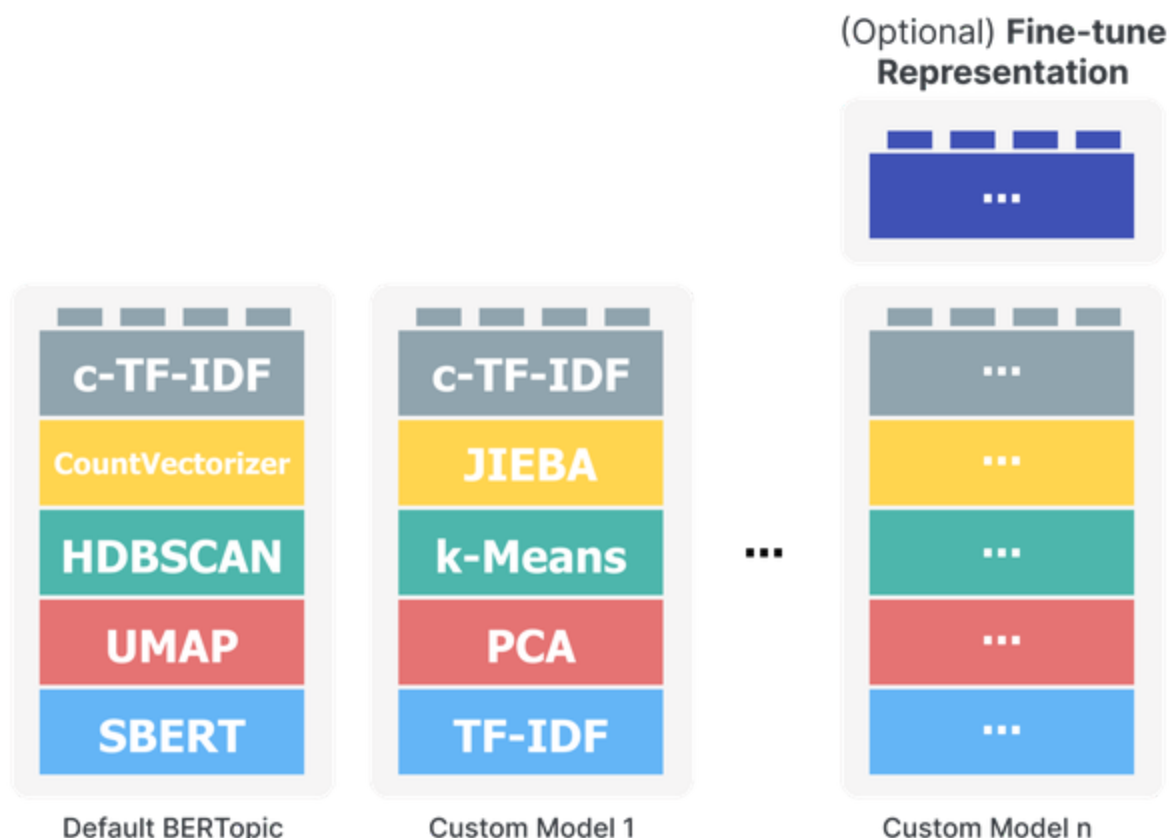 (Optional) Fine-tune
Representation
...
c-TF-IDF
CountVectorizer
HDBSCAN
UMAP
SBERT
Default BERTopic
c-TF-IDF
JIEBA
k-Means
PCA
TF-IDF
Custom Model 1
...
...
...
...
...
...
Custom Model n